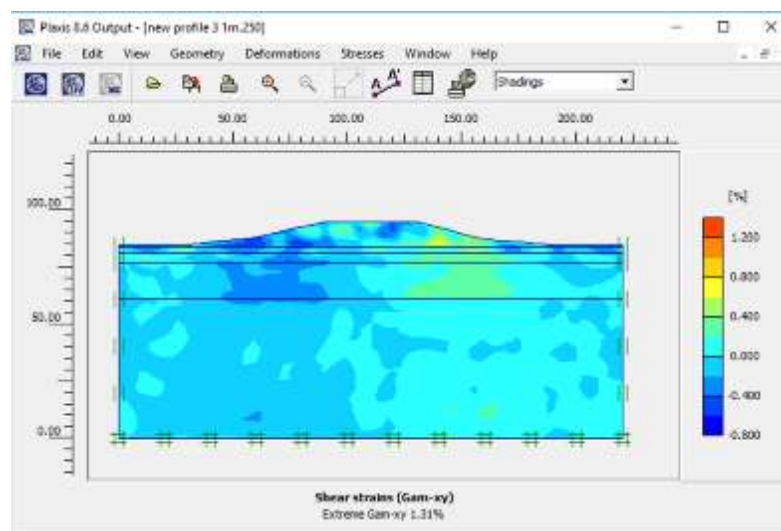 Plaxis 8.6 Output - [new profile 3 1m.250]
File Edit View Geometry Deformations Stresses Window Help
Shadings
0.00 50.00 100.00 150.00 200.00
100.00
50.00
0.00
[%]
1.200
0.800
0.400
0.000
-0.400
-0.800
Shear strains (Gam-xy)
Extreme Gam-xy 1.31%